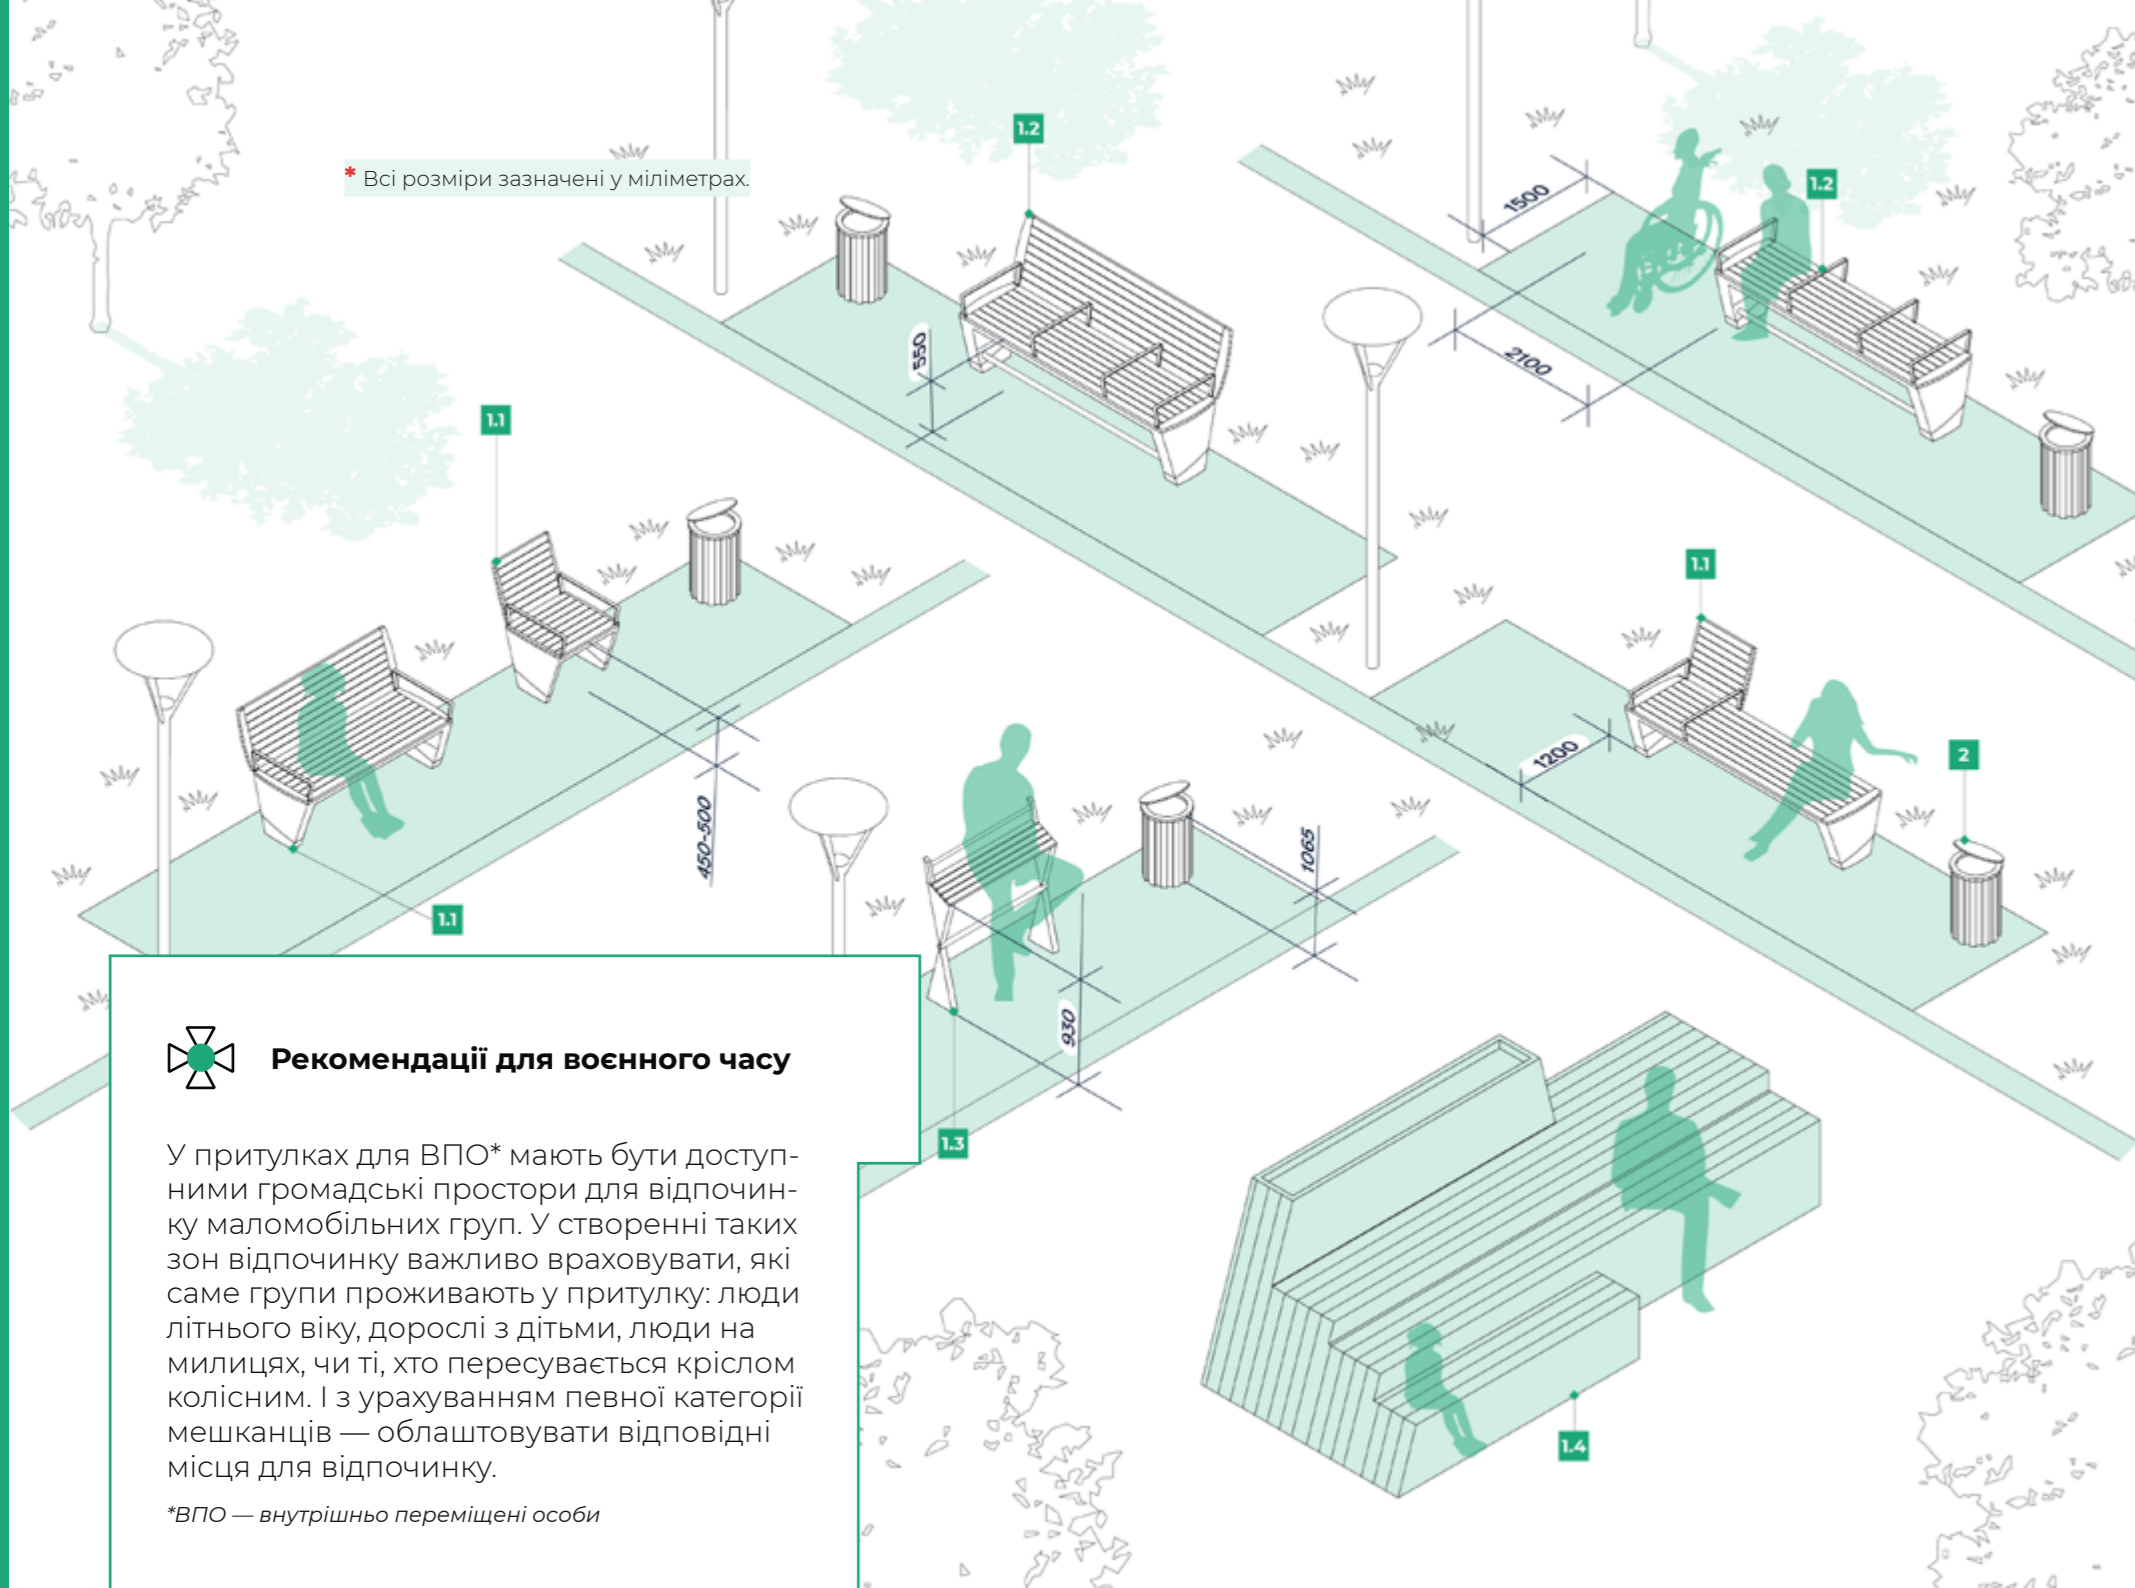 1.2
* Всі розміри зазначені у міліметрах.
1500
1.2
550
2100
1.1
1.1
1200
2
450-500
1065
1.1
930
1.3
Рекомендації для воєнного часу
У притулках для ВПО* мають бути доступ-
ними громадські простори для відпочин-
ку маломобільних груп. У створенні таких
зон відпочинку важливо враховувати, які
саме групи проживають у притулку: люди
літнього віку, дорослі з дітьми, люди на
милицях, чи ті, хто пересувається кріслом
колісним. І з урахуванням певної категорії
мешканців — облаштовувати відповідні
місця для відпочинку.
*ВПО — внутрішньо переміщені особи
1.4